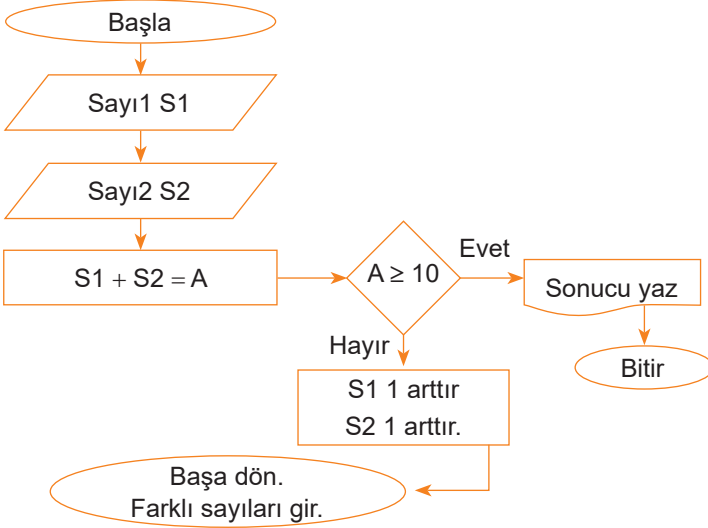 Başla
Sayı1 S1
Sayı2 S2
S1 + S2 = A
A ≥ 10
Evet
Sonucu yaz
Bitir
Hayır
S1 1 arttır
S2 1 arttır.
Başa dön.
Farklı sayıları gir.